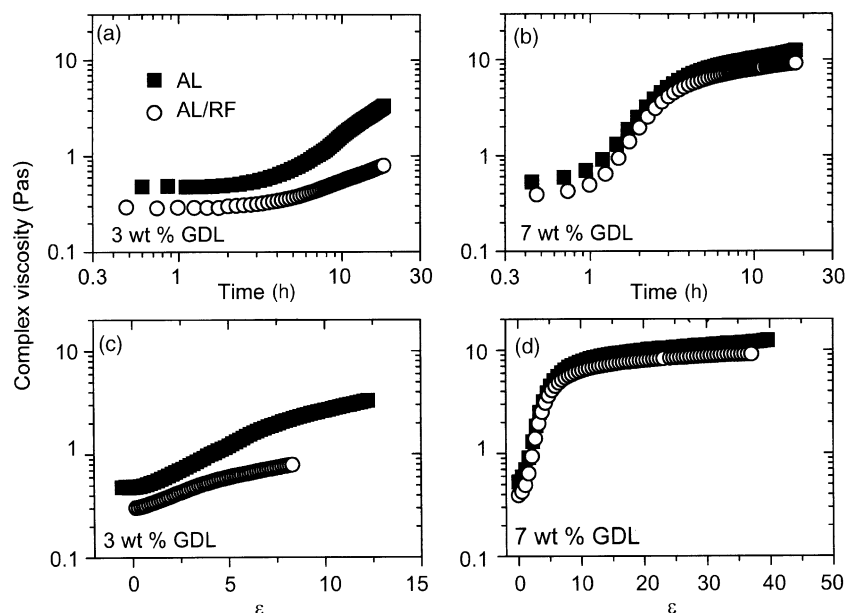 Complex viscosity (Pas)
(a)
10
1
0.1
AL
AL/RF
3 wt % GDL
0.3 1 10 30
Time (h)
(b)
10
1
0.1
7 wt % GDL
0.3 1 10 30
Time (h)
(c)
10
1
0.1
3 wt % GDL
0 5 10 15
ε
(d)
10
1
0.1
7 wt % GDL
0 10 20 30 40 50
ε